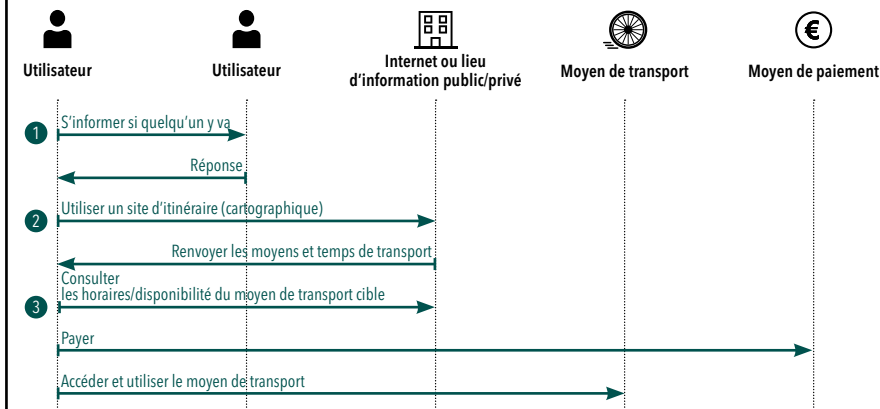 Utilisateur
Utilisateur
Internet ou lieu
d'information public/privé
Moyen de transport
€
Moyen de paiement
1
S'informer si quelqu'un y va
Réponse
2
Utiliser un site d'itinéraire (cartographique)
Renvoyer les moyens et temps de transport
3
Consulter
les horaires/disponibilité du moyen de transport cible
Payer
Accéder et utiliser le moyen de transport